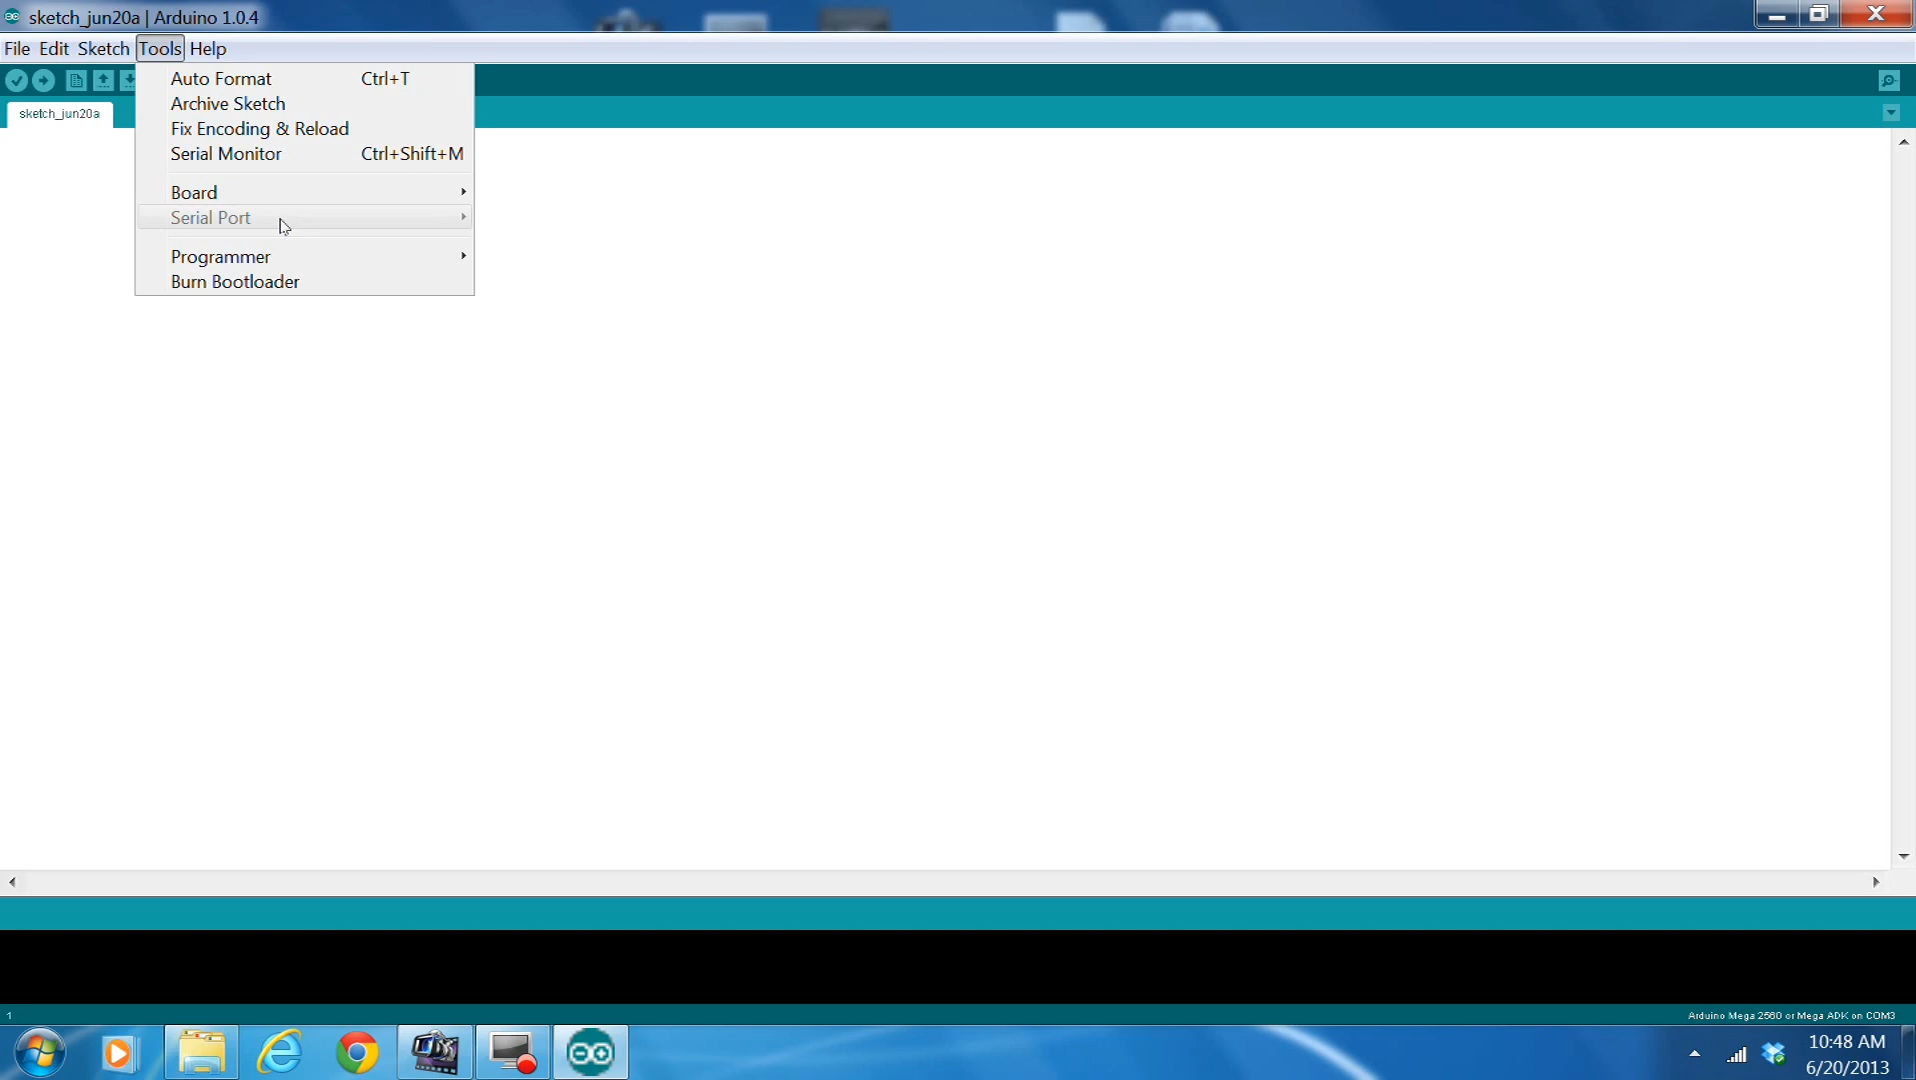 sketch_jun20a | Arduino 1.0.4
File Edit Sketch Tools Help
sketch_jun20a
Auto Format Ctrl+T
Archive Sketch
Fix Encoding & Reload
Serial Monitor Ctrl+Shift+M
Board
Serial Port
Programmer
Burn Bootloader
1
Arduino Mega 2560 or Mega ADK on COM3
10:48 AM
6/20/2013